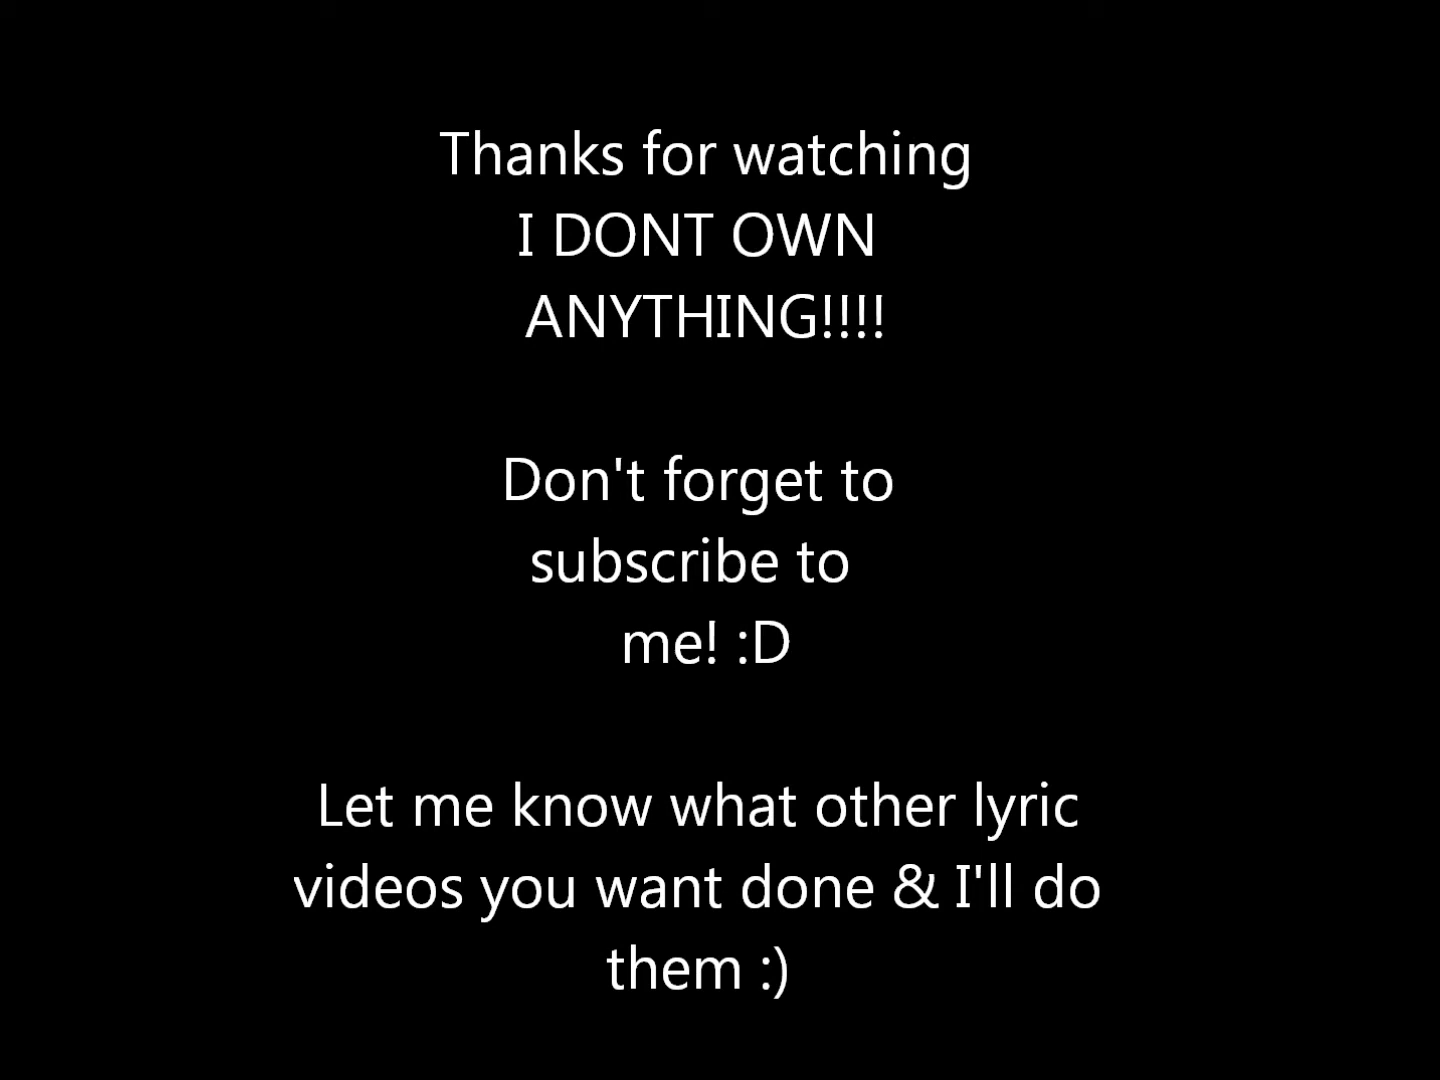 Thanks for watching
I DONT OWN
ANYTHING!!!!
Don't forget to
subscribe to
me! :D
Let me know what other lyric
videos you want done & I'll do
them :)